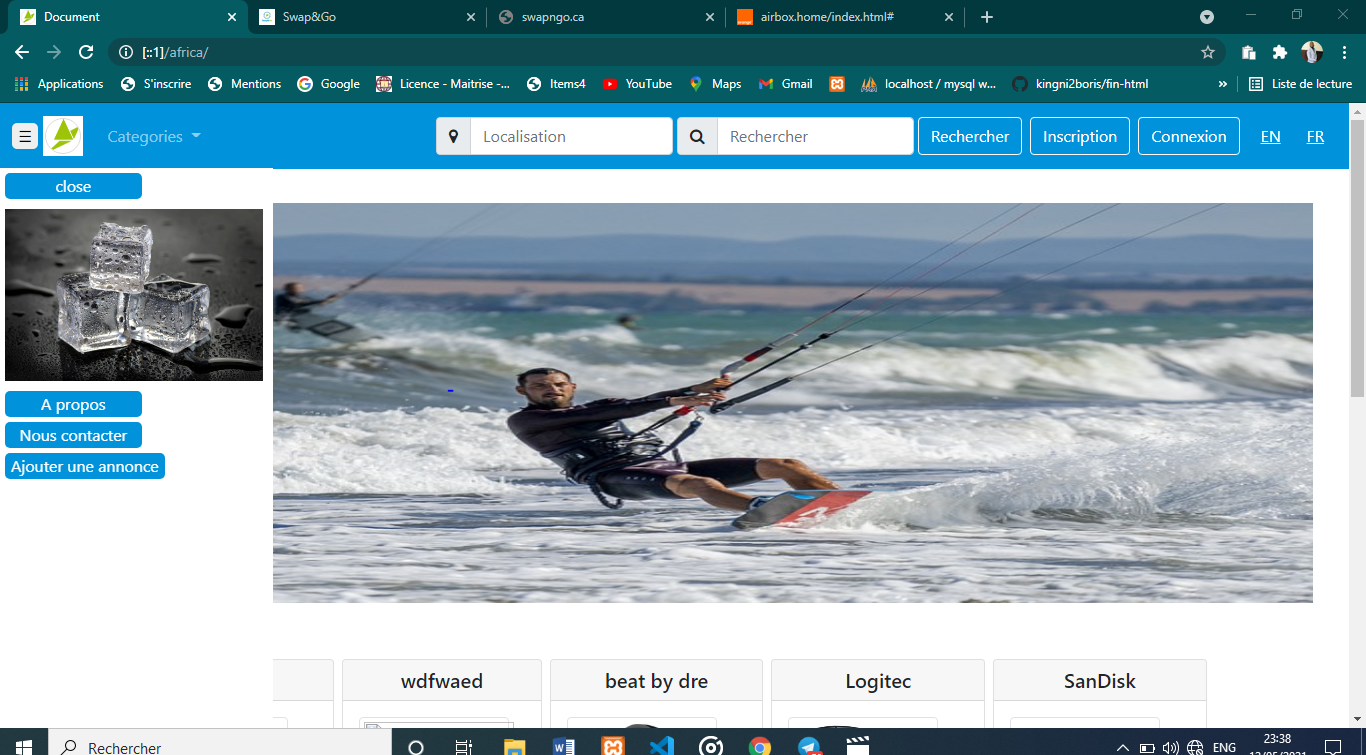 Document
Swap&Go
swapngo.ca
airbox.home/index.html#
[::1]/africa/
Applications
S'inscrire
Mentions
Google
Licence - Maitrise -...
Items4
YouTube
Maps
Gmail
localhost / mysql w...
kingni2boris/fin-html
»
Liste de lecture
Categories
Localisation
Rechercher
Rechercher
Inscription
Connexion
EN
FR
close
A propos
Nous contacter
Ajouter une annonce
wdfwaed
beat by dre
Logitec
SanDisk
Rechercher
ENG
23:38